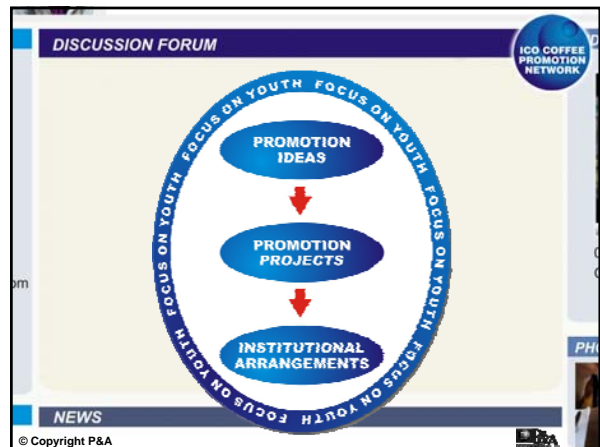 DISCUSSION FORUM
ICO COFFEE
PROMOTION
NETWORK
FOCUS ON YOUTH FOCUS ON YOUTH FOCUS ON YOUTH FOCUS ON YOUTH FOCUS ON YOUTH FOCUS ON YOUTH
PROMOTION
IDEAS
PROMOTION
PROJECTS
INSTITUTIONAL
ARRANGEMENTS
om
PH
NEWS
© Copyright P&A
P&A